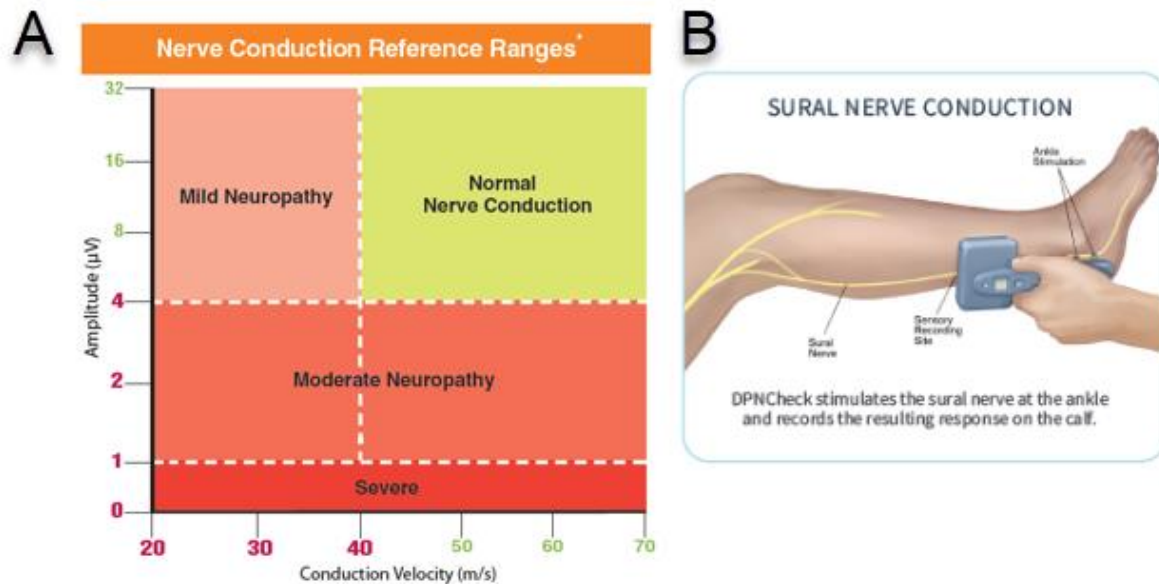 A
Nerve Conduction Reference Ranges*
32
16
8
4
2
1
0
Amplitude (µV)
Mild Neuropathy
Normal
Nerve Conduction
Moderate Neuropathy
Severe
20
30
40
50
60
70
Conduction Velocity (m/s)
B
SURAL NERVE CONDUCTION
Ankle
Stimulation
Sensory
Recording
Site
Sural
Nerve
DPNCheck stimulates the sural nerve at the ankle
and records the resulting response on the calf.